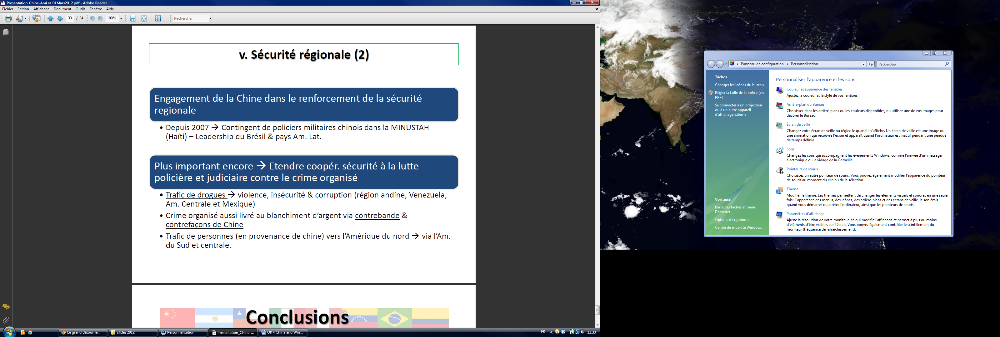 Presentation_Chine-AmLat_01Mars2012.pdf - Adobe Reader
Fichier Edition Affichage Document Outils Fenêtre Aide
33 / 34 100% Rechercher
v. Sécurité régionale (2)
Engagement de la Chine dans le renforcement de la sécurité
regionale
• Depuis 2007 → Contingent de policiers militaires chinois dans la MINUSTAH
(Haïti) – Leadership du Brésil & pays Am. Lat.
Plus important encore → Etendre coopér. sécurité à la lutte
policière et judiciaire contre le crime organisé
• Trafic de drogues → violence, insécurité & corruption (région andine, Venezuela,
Am. Centrale et Mexique)
• Crime organisé aussi livré au blanchiment d'argent via contrebande &
contrefaçons de Chine
• Trafic de personnes (en provenance de chine) vers l'Amérique du nord → via l'Am.
du Sud et centrale.
Conclusions
Le grand détourne... slides 2012 Personnalisation Presentation_Chine-... OK - China and Wor... FR 13:33
Panneau de configuration Personnalisation Rechercher
Tâches
Changer les icônes du bureau
Régler la taille de la police (en
PPP)
Se connecter à un projecteur
ou à un autre appareil
d'affichage externe
Voir aussi
Barre des tâches et menu
Démarrer
Options d'ergonomie
Centre de mobilité Windows
Personnaliser l'apparence et les sons
Couleur et apparence des fenêtres
Ajustez la couleur et le style de vos fenêtres.
Arrière-plan du Bureau
Choisissez dans les arrière-plans ou les couleurs disponibles, ou utilisez une de vos images pour
décorer le Bureau.
Écran de veille
Changez votre écran de veille ou réglez-le quand il s'affiche. Un écran de veille est une image ou
une animation qui recouvre l'écran et apparaît quand l'ordinateur est inactif pendant une période
de temps définie.
Sons
Changez les sons qui accompagnent les événements Windows, comme l'arrivée d'un message
électronique ou le vidage de la Corbeille.
Pointeurs de souris
Choisissez un autre pointeur de souris. Vous pouvez également modifier l'apparence du pointeur
de souris au moment du clic ou de la sélection.
Thème
Modifier le thème. Les thèmes permettent de changer les éléments visuels et sonores en une seule
fois : l'apparence des menus, des icônes, des arrière-plans et des écrans de veille, le son émis
quand vous démarrez ou arrêtez l'ordinateur, ainsi que les pointeurs de souris.
Paramètres d'affichage
Ajuste la résolution de votre moniteur, ce qui modifie l'affichage et permet à plus ou moins
d'éléments d'être visibles sur l'écran. Vous pouvez également contrôler le scintillement du
moniteur (fréquence de rafraîchissement).